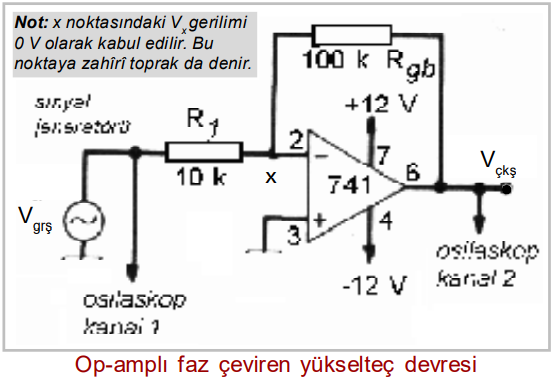 Not: x noktasındaki Vx gerilimi
0 V olarak kabul edilir. Bu
noktaya zahîrî toprak da denir.
100 k Rgb
sinyal
jeneratörü
R1
+12 V
10 k
x
2
7
741
6
Vçkş
Vgrş
3
4
-12 V
osilaskop
kanal 1
osilaskop
kanal 2
Op-amplı faz çeviren yükselteç devresi